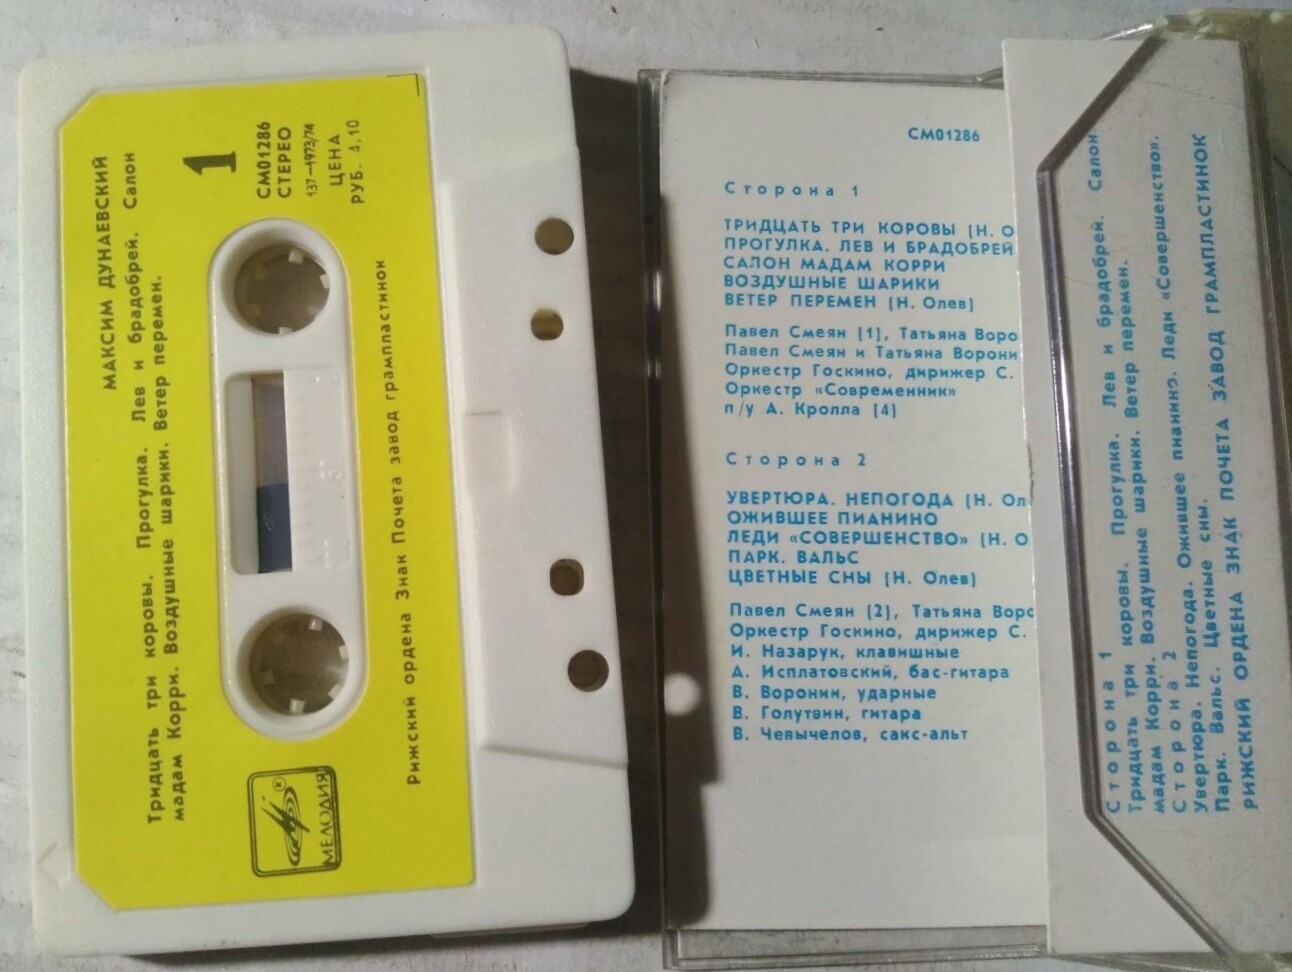 МАКСИМ ДУНАЕВСКИЙ
Тридцать три коровы. Прогулка. Лев и брадобрей. Салон
мадам Корри. Воздушные шарики. Ветер перемен.
1
СМ01286
СТЕРЕО
137—1973/74
ЦЕНА
РУБ. 4,10
МЕЛОДИЯ
®
Рижский ордена Знак Почета завод грампластинок
СМ01286
Сторона 1
ТРИДЦАТЬ ТРИ КОРОВЫ (Н. О
ПРОГУЛКА. ЛЕВ И БРАДОБРЕЙ
САЛОН МАДАМ КОРРИ
ВОЗДУШНЫЕ ШАРИКИ
ВЕТЕР ПЕРЕМЕН (Н. Олев)
Павел Смеян (1), Татьяна Воро
Павел Смеян и Татьяна Ворони
Оркестр Госкино, дирижер С.
Оркестр «Современник»
п/у А. Кролла (4)
Сторона 2
УВЕРТЮРА. НЕПОГОДА (Н. Ол
ОЖИВШЕЕ ПИАНИНО
ЛЕДИ «СОВЕРШЕНСТВО» (Н. О
ПАРК. ВАЛЬС
ЦВЕТНЫЕ СНЫ (Н. Олев)
Павел Смеян (2), Татьяна Воро
Оркестр Госкино, дирижер С.
И. Назарук, клавишные
А. Исплатовский, бас-гитара
В. Воронин, ударные
В. Голутвин, гитара
В. Чевычелов, сакс-альт
Сторона 1
Тридцать три коровы. Прогулка. Лев и брадобрей. Салон
мадам Корри. Воздушные шарики. Ветер перемен.
Сторона 2
Увертюра. Непогода. Ожившее пианино. Леди «Совершенство».
Парк. Вальс. Цветные сны.
РИЖСКИЙ ОРДЕНА ЗНАК ПОЧЕТА ЗАВОД ГРАМПЛАСТИНОК